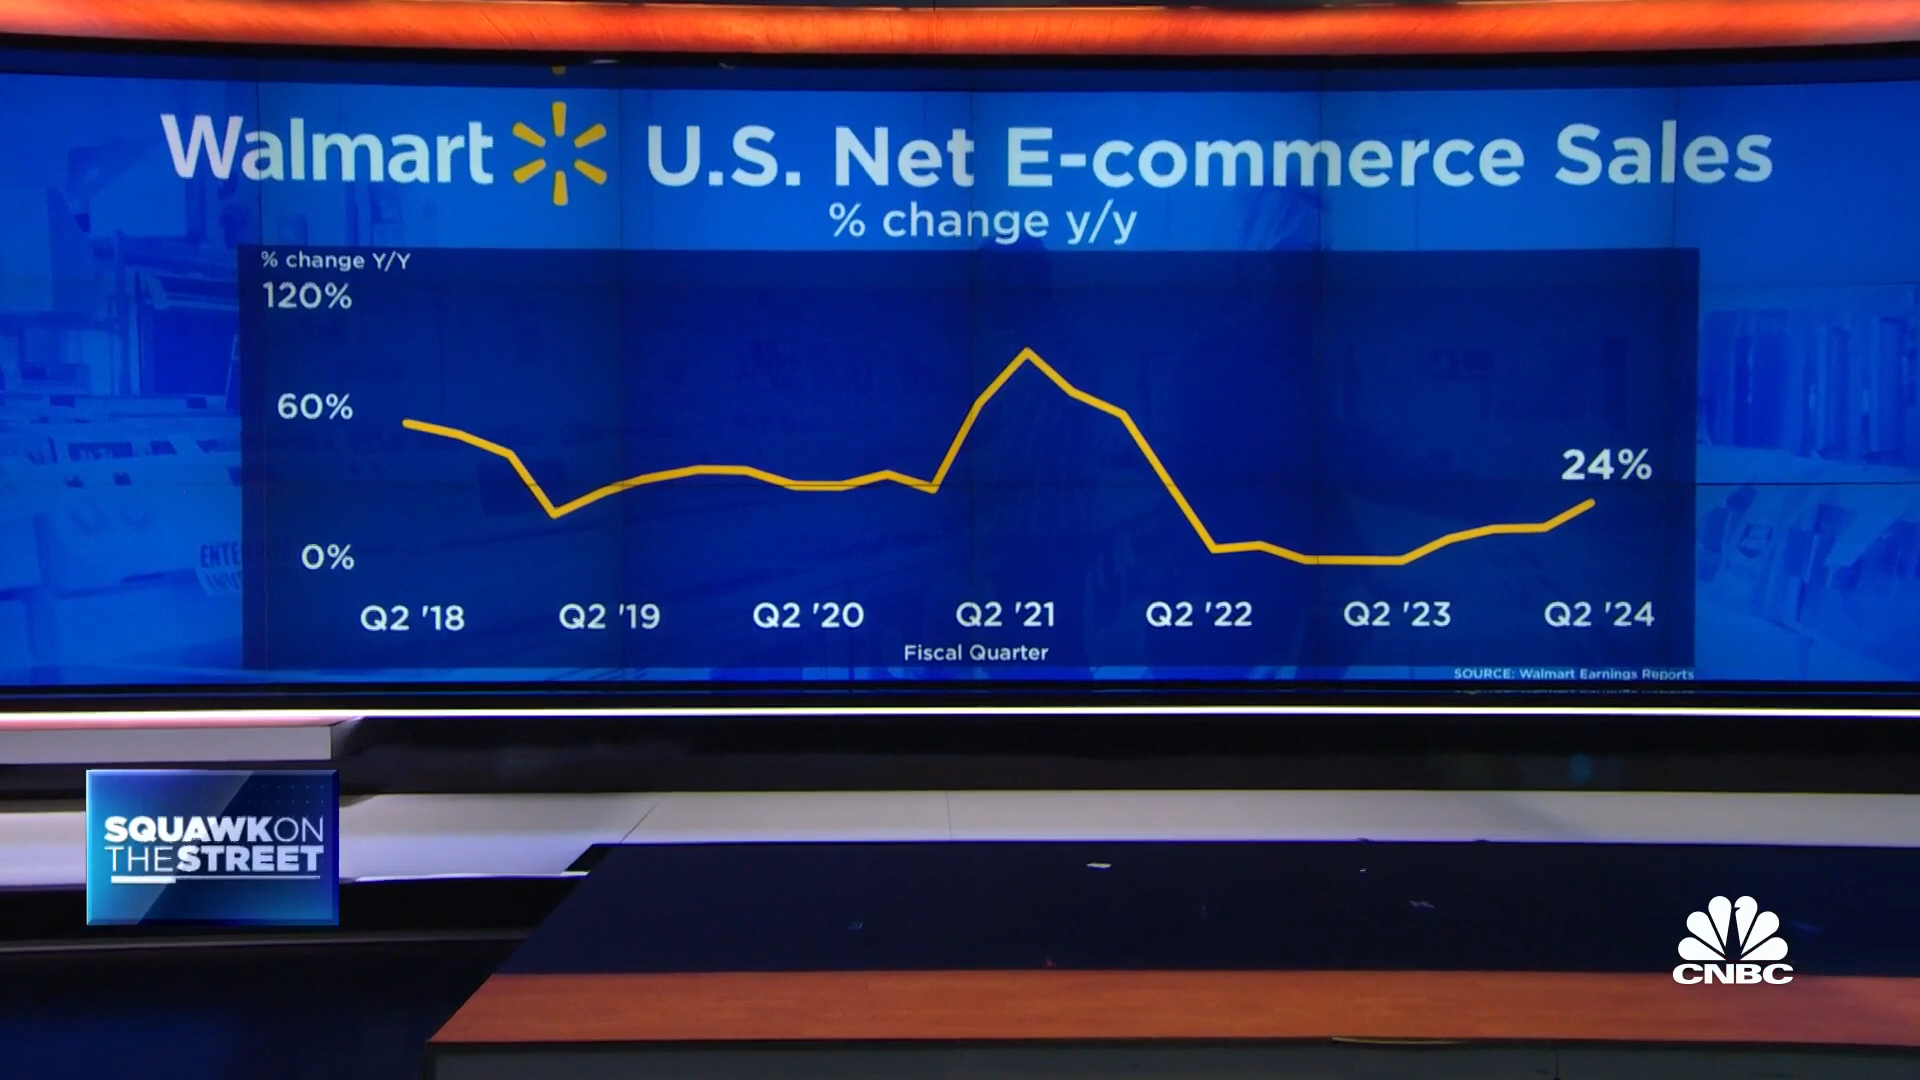 Walmart U.S. Net E-commerce Sales
% change y/y
% change Y/Y
120%
60%
0%
24%
Q2 '18 Q2 '19 Q2 '20 Q2 '21 Q2 '22 Q2 '23 Q2 '24
Fiscal Quarter
SOURCE: Walmart Earnings Reports
SQUAWK ON
THE STREET
CNBC